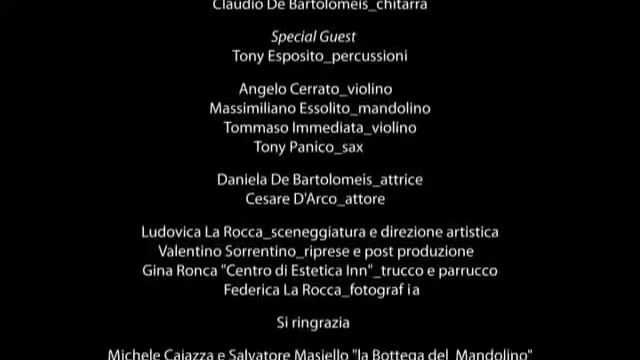 Claudio De Bartolomeis_chitarra
Special Guest
Tony Esposito_percussioni
Angelo Cerrato_violino
Massimiliano Essolito_mandolino
Tommaso Immediata_violino
Tony Panico_sax
Daniela De Bartolomeis_attrice
Cesare D'Arco_attore
Ludovica La Rocca_sceneggiatura e direzione artistica
Valentino Sorrentino_riprese e post produzione
Gina Ronca "Centro di Estetica Inn"_trucco e parrucco
Federica La Rocca_fotograf ia
Si ringrazia
Michele Caiazza e Salvatore Masiello "la Bottega del Mandolino"